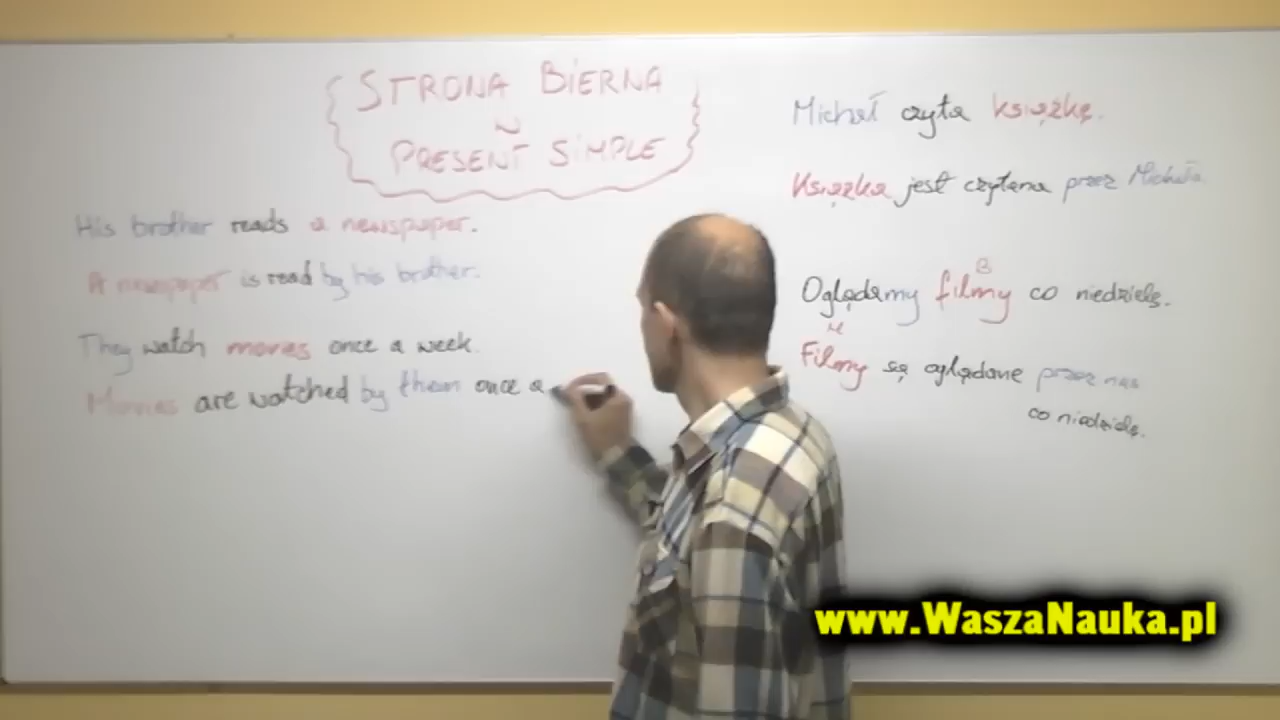 STRONA BIERNA
W
PRESENT SIMPLE
His brother reads a newspaper.
A newspaper is read by his brother.
They watch movies once a week.
Movies are watched by them once a
Michał czyta książkę.
Książka jest czytana przez Michała.
B
Oglądamy filmy co niedzielę.
M
Filmy są oglądane przez nas
co niedzielę.
www.WaszaNauka.pl